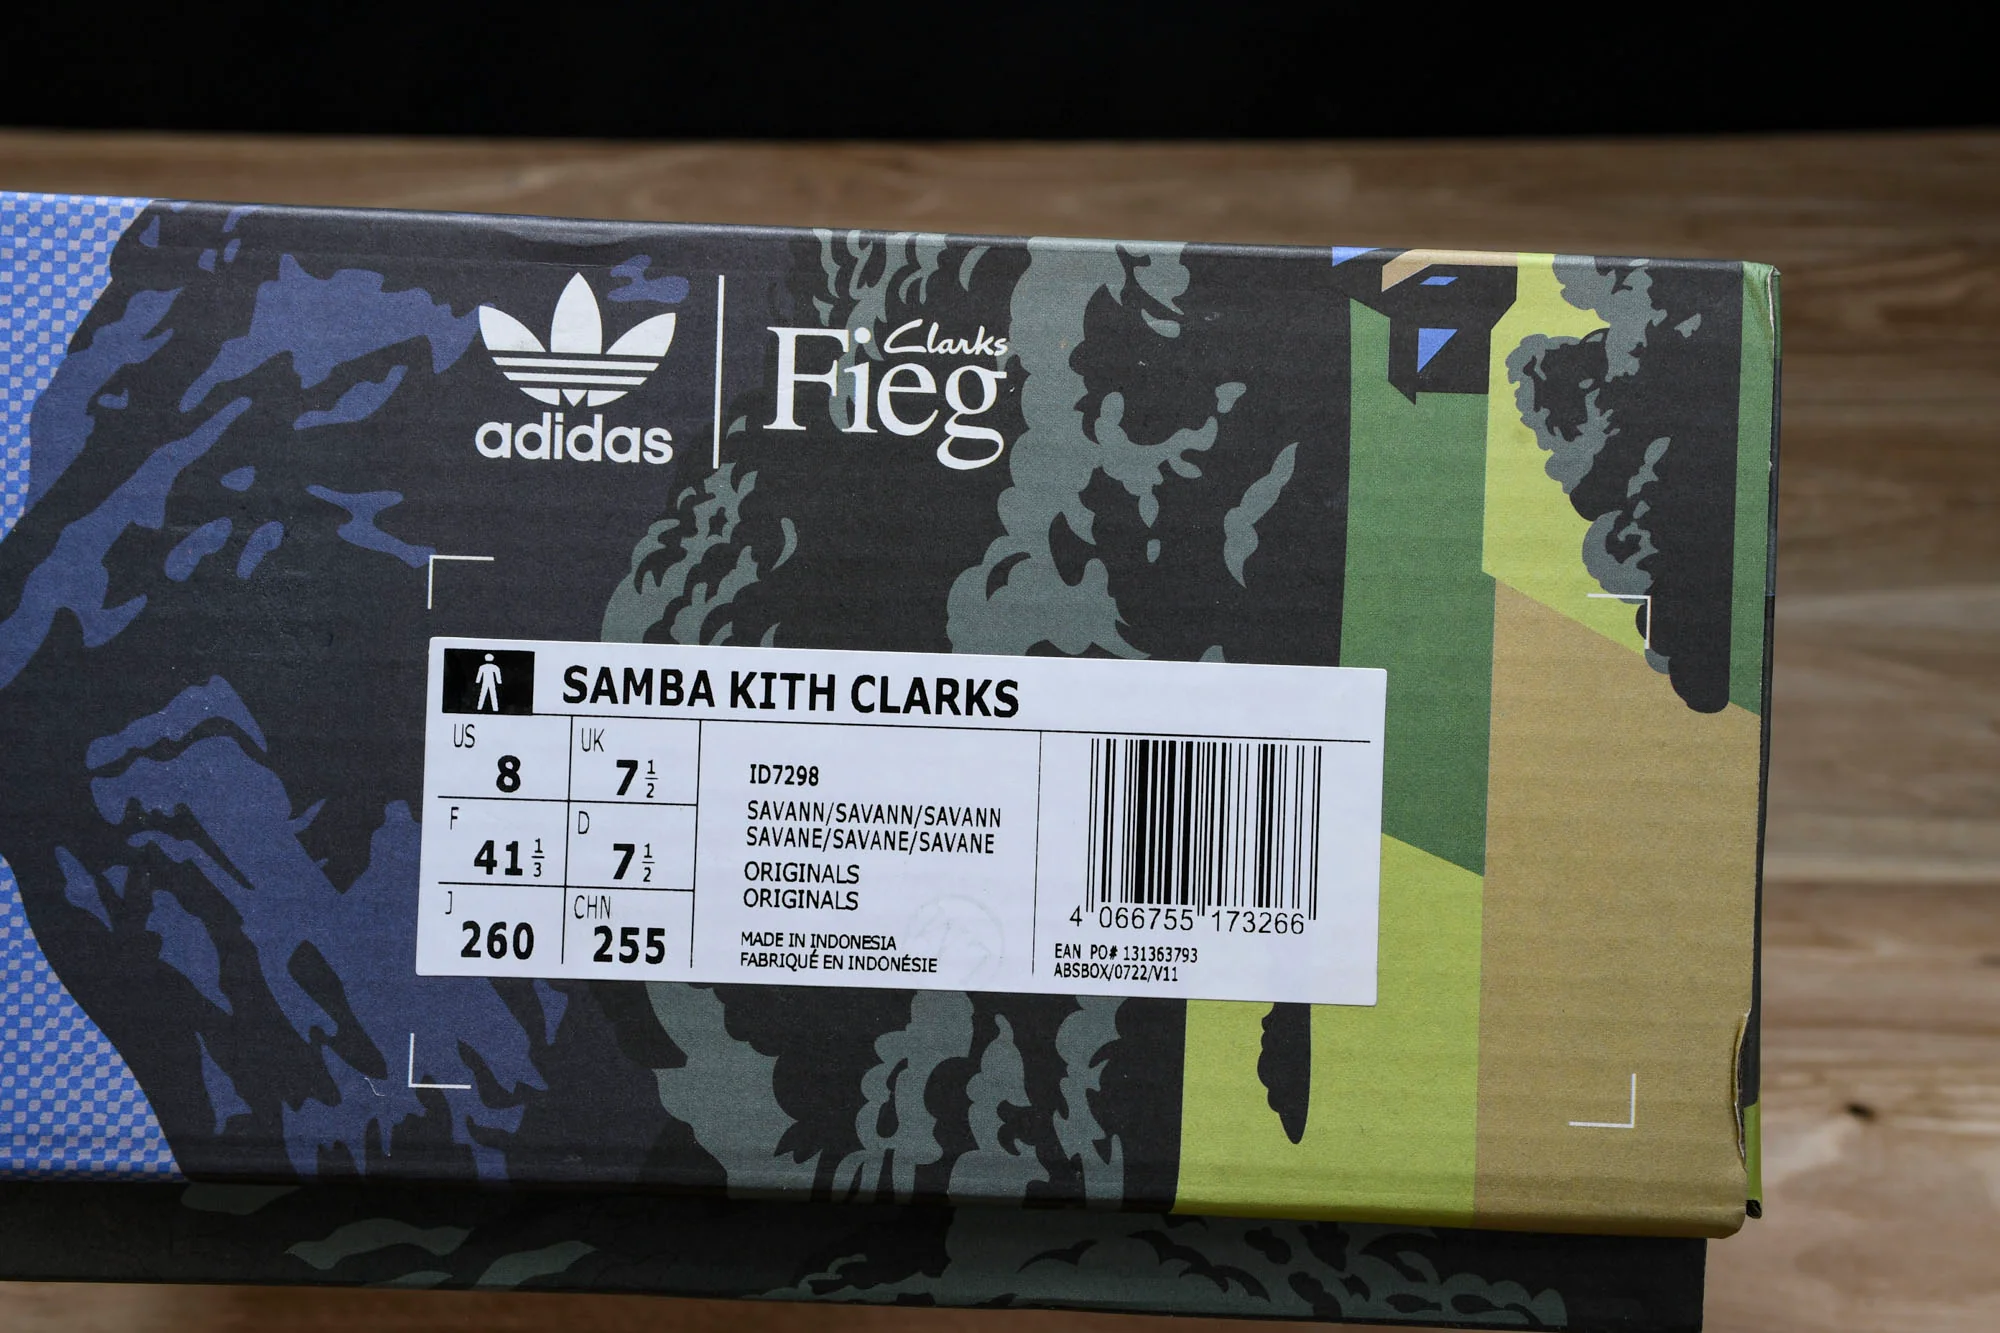 adidas
Clarks
Fieg
SAMBA KITH CLARKS
US 8
UK 7 1/2
F 41 1/3
D 7 1/2
J 260
CHN 255
ID7298
SAVANN/SAVANN/SAVANN
SAVANE/SAVANE/SAVANE
ORIGINALS
ORIGINALS
MADE IN INDONESIA
FABRIQUÉ EN INDONÉSIE
4 066755 173266
EAN PO# 131363793
ABSBOX/0722/V11